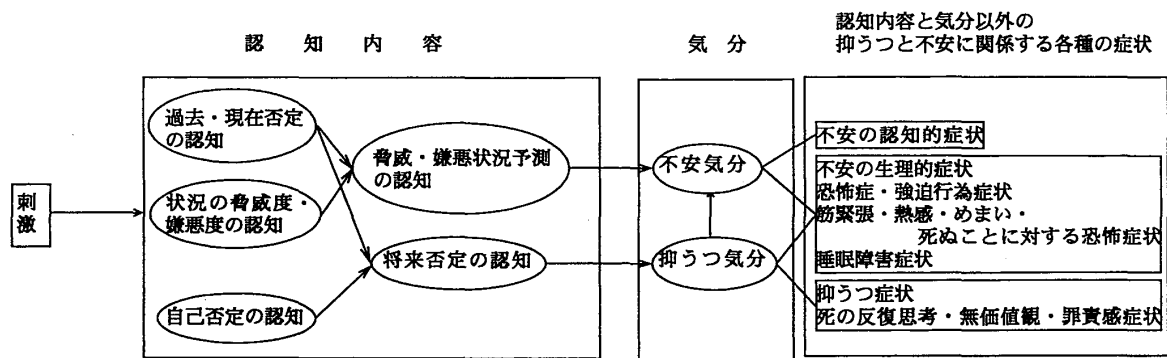 認知内容
気分
認知内容と気分以外の
抑うつと不安に関係する各種の症状
刺激
過去・現在否定
の認知
状況の脅威度・
嫌悪度の認知
自己否定の認知
脅威・嫌悪状況予測
の認知
将来否定の認知
不安気分
抑うつ気分
不安の認知的症状
不安の生理的症状
恐怖症・強迫行為症状
筋緊張・熱感・めまい・
死ぬことに対する恐怖症状
睡眠障害症状
抑うつ症状
死の反復思考・無価値観・罪責感症状